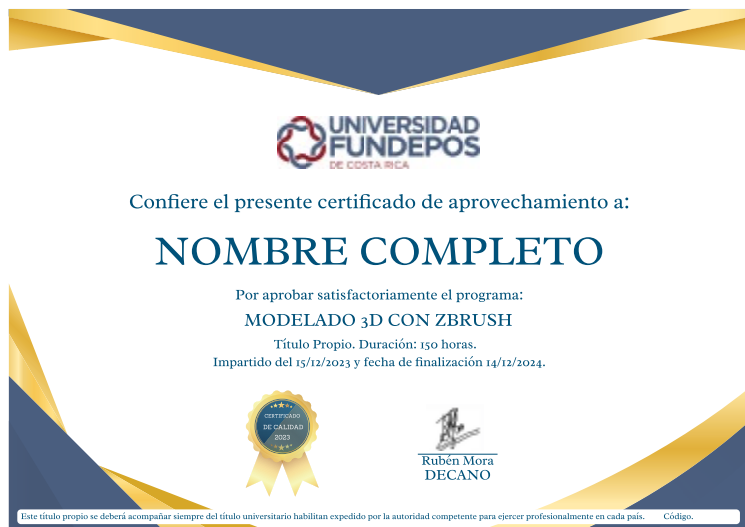 UNIVERSIDAD
FUNDEPOS
DE COSTA RICA
Confiere el presente certificado de aprovechamiento a:
NOMBRE COMPLETO
Por aprobar satisfactoriamente el programa:
MODELADO 3D CON ZBRUSH
Título Propio. Duración: 150 horas.
Impartido del 15/12/2023 y fecha de finalización 14/12/2024.
CERTIFICADO
DE CALIDAD
2023
Rubén Mora
DECANO
Este título propio se deberá acompañar siempre del título universitario habilitan expedido por la autoridad competente para ejercer profesionalmente en cada país. Código.